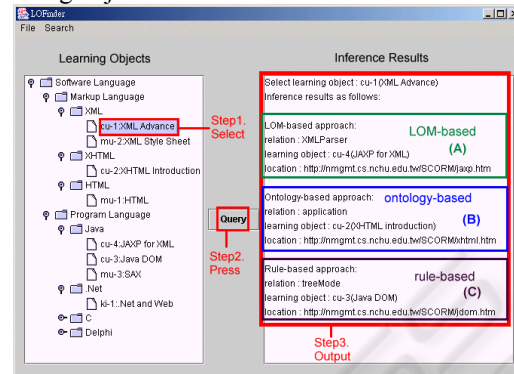 LOFinder
File Search
Learning Objects
Software Language
Markup Language
XML
cu-1:XML Advance
mu-2:XML Style Sheet
XHTML
cu-2:XHTML Introduction
HTML
mu-1:HTML
Program Language
Java
cu-4:JAXP for XML
cu-3:Java DOM
mu-3:SAX
.Net
ki-1:.Net and Web
C
Delphi
Step1.
Select
Query
Step2.
Press
Inference Results
Select learning object : cu-1(XML Advance)
Inference results as follows:
LOM-based approach:
relation : XMLParser
learning object : cu-4(JAXP for XML)
location : http://nmgmt.cs.nchu.edu.tw/SCORM/jaxp.htm
LOM-based
(A)
Ontology-based approach:
relation : application
learning object : cu-2(XHTML introduction)
location : http://nmgmt.cs.nchu.edu.tw/SCORM/xhtml.htm
ontology-based
(B)
Rule-based approach:
relation : treeMode
learning object : cu-3(Java DOM)
location : http://nmgmt.cs.nchu.edu.tw/SCORM/jdom.htm
rule-based
(C)
Step3.
Output